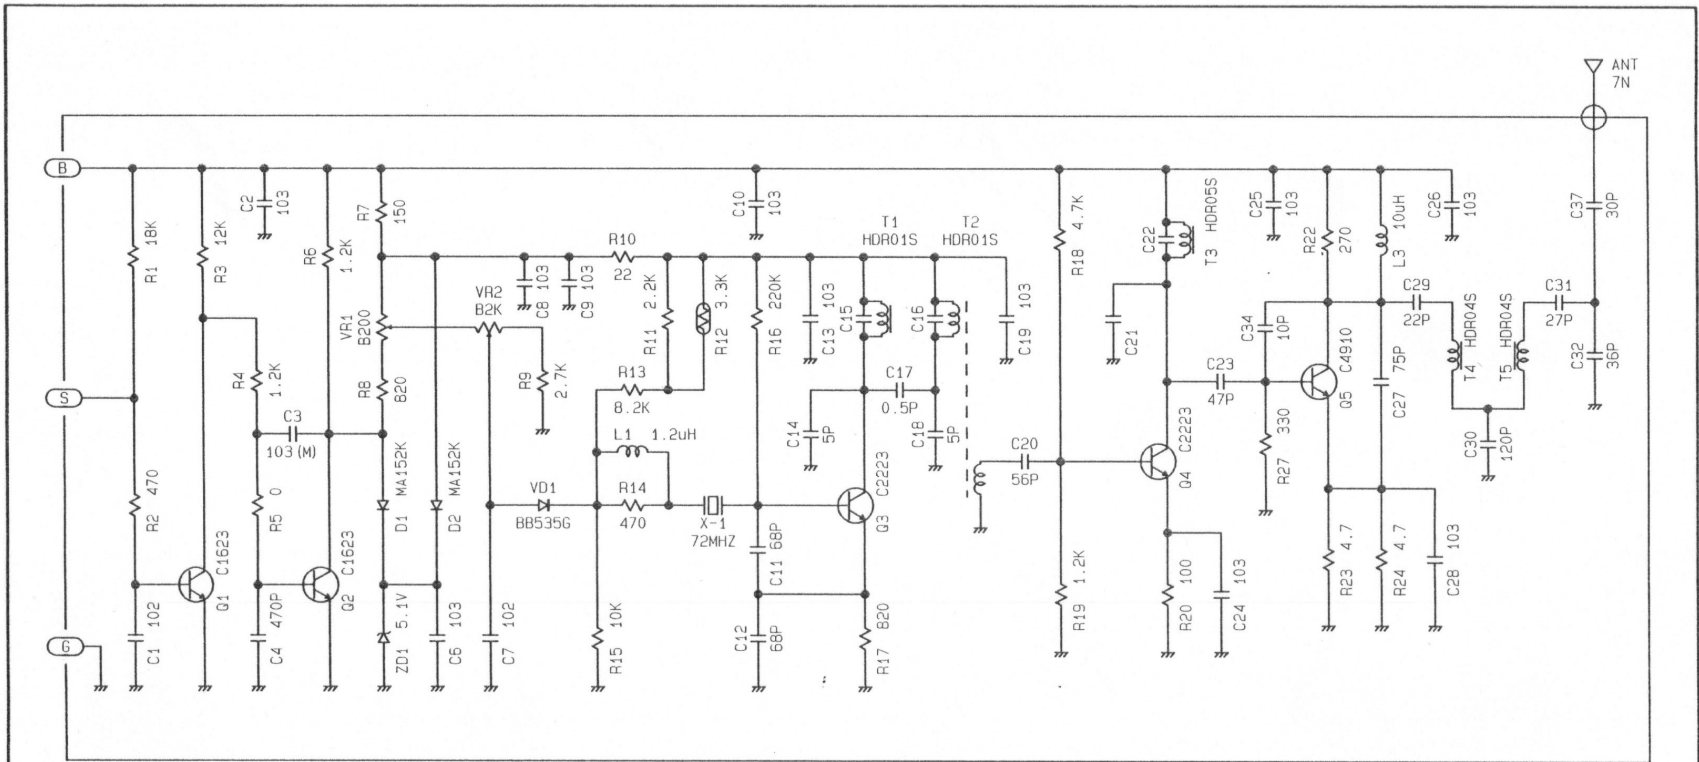 ANT
7N
B
S
G
R1
18K
R3
12K
C2
103
R6
1.2K
R7
150
C10
103
R18
4.7K
C22
T3 HDR05S
C25
103
R22
270
L3
10uH
C26
103
C37
30P
R10
22
T1
HDR01S
T2
HDR01S
C8
103
C9
103
R11
2.2K
R12
3.3K
R16
220K
C13
103
C15
C16
C19
103
VR1
B200
VR2
B2K
R9
2.7K
R8
820
R4
1.2K
C3
103(M)
R13
8.2K
L1 1.2uH
C14
5P
C17
0.5P
C18
5P
C21
C34
10P
C23
47P
C4910
Q5
C27
75P
C29
22P
T4 HDR04S
T5 HDR04S
C31
27P
C32
36P
C30
120P
R2
470
R5
0
D1
MA152K
D2
MA152K
VD1
BB535G
R14
470
X-1
72MHZ
C2223
Q3
C20
56P
C2223
Q4
R27
330
C1
102
C1623
Q1
C4
470P
C1623
Q2
ZD1
5.1V
C6
103
C7
102
R15
10K
C11
68P
C12
68P
R17
820
R19
1.2K
R20
100
C24
103
R23
4.7
R24
4.7
C28
103